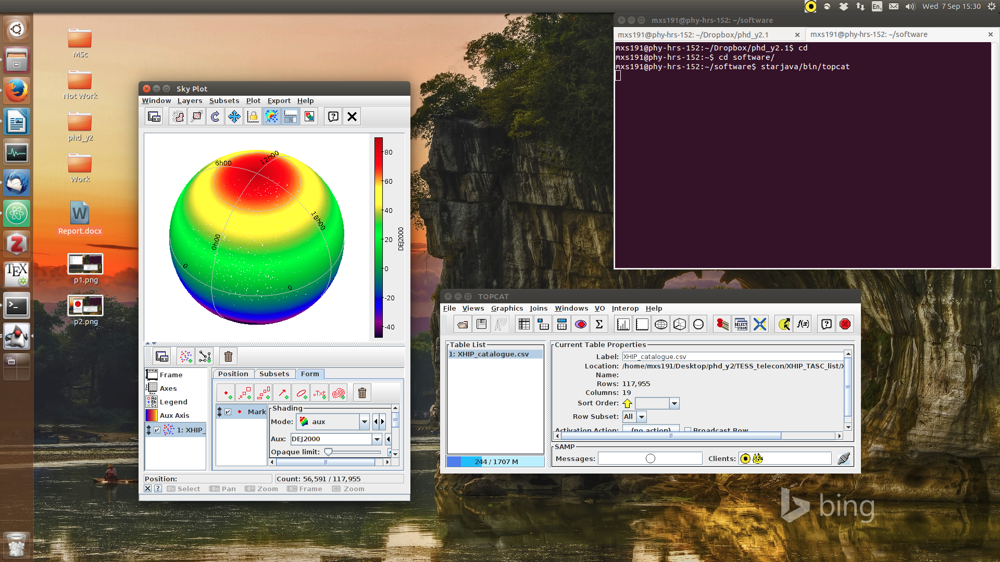 En1
Wed 7 Sep 15:30
mxs191@phy-hrs-152: ~/software
mxs191@phy-hrs-152: ~/Dropbox/phd_y2.1
mxs191@phy-hrs-152: ~/software
mxs191@phy-hrs-152:~/Dropbox/phd_y2.1$ cd
mxs191@phy-hrs-152:~$ cd software/
mxs191@phy-hrs-152:~/software$ starjava/bin/topcat
MSc
Not Work
phd_y2
Work
W
Report.docx
p1.png
p2.png
Z
TEX
Sky Plot
Window Layers Subsets Plot Export Help
6h00
12h00
18h00
0h00
0
0
80
60
40
20
0
-20
-40
DEJ2000
Frame
Axes
Legend
Aux Axis
1: XHIP_
Position Subsets Form
Mark
Shading
Mode: aux
Aux: DEJ2000
Opaque limit:
Position:
Count: 56,591 / 117,955
Select Pan Zoom Frame Zoom
TOPCAT
File Views Graphics Joins Windows VO Interop Help
SELECT FROM
f(x)
Table List
1: XHIP_catalogue.csv
244 / 1707 M
Current Table Properties
Label: XHIP_catalogue.csv
Location: /home/mxs191/Desktop/phd_y2/TESS_telecon/XHIP_TASC_list/X
Name:
Rows: 117,955
Columns: 19
Sort Order:
Row Subset: All
Activation Action: (no action) Broadcast Row
SAMP
Messages:
Clients:
bing